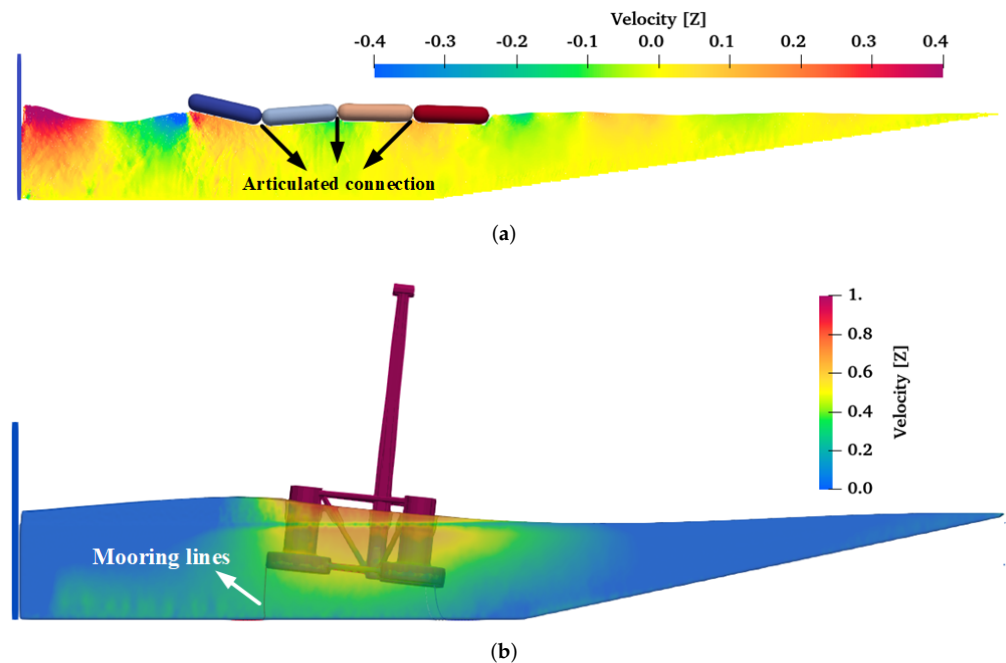 Velocity [Z]
-0.4 -0.3 -0.2 -0.1 0.0 0.1 0.2 0.3 0.4
Articulated connection
(a)
1.
0.8
0.6
0.4
0.2
0.0
Velocity [Z]
Mooring lines
(b)